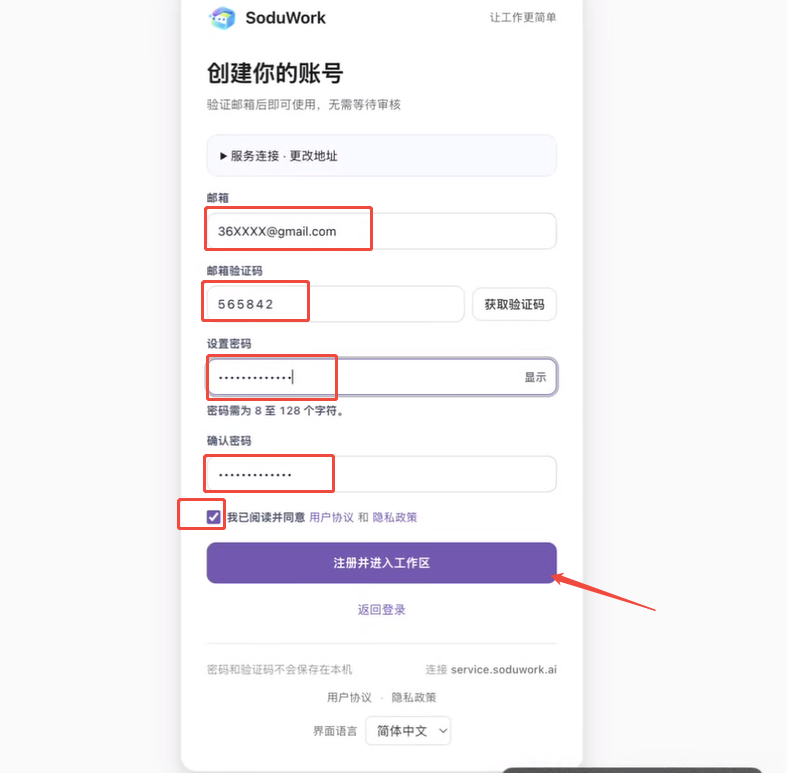 SoduWork 让工作更简单
创建你的账号
验证邮箱后即可使用，无需等待审核
▶服务连接 · 更改地址
邮箱
36XXXX@gmail.com
邮箱验证码
565842 获取验证码
设置密码
••••••••••••• 显示
密码需为 8 至 128 个字符。
确认密码
•••••••••••••
我已阅读并同意 用户协议 和 隐私政策
注册并进入工作区
返回登录
密码和验证码不会保存在本机 连接 service.soduwork.ai
用户协议 · 隐私政策
界面语言 简体中文